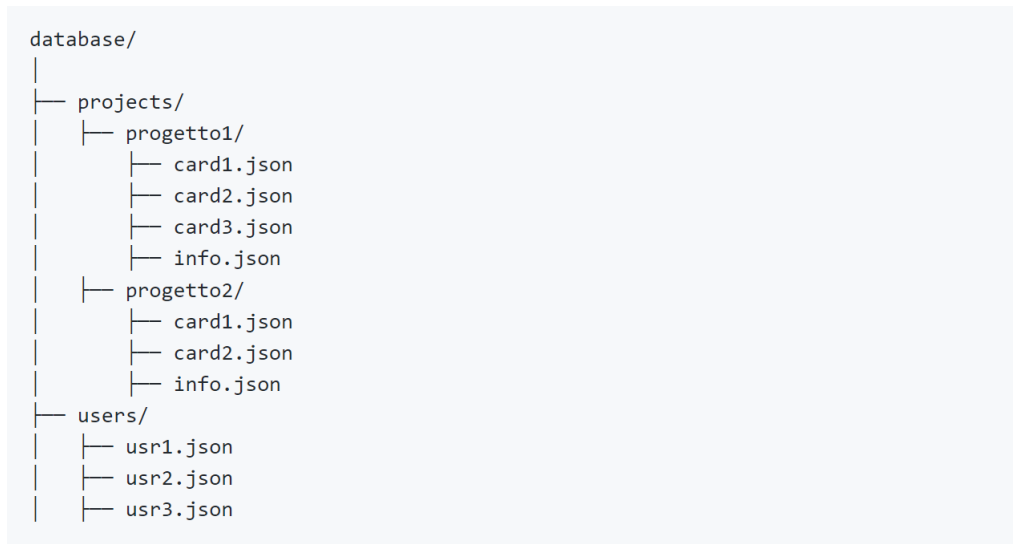 database/
│
├── projects/
│   ├── progetto1/
│       ├── card1.json
│       ├── card2.json
│       ├── card3.json
│       ├── info.json
│   ├── progetto2/
│       ├── card1.json
│       ├── card2.json
│       ├── info.json
├── users/
│   ├── usr1.json
│   ├── usr2.json
│   ├── usr3.json